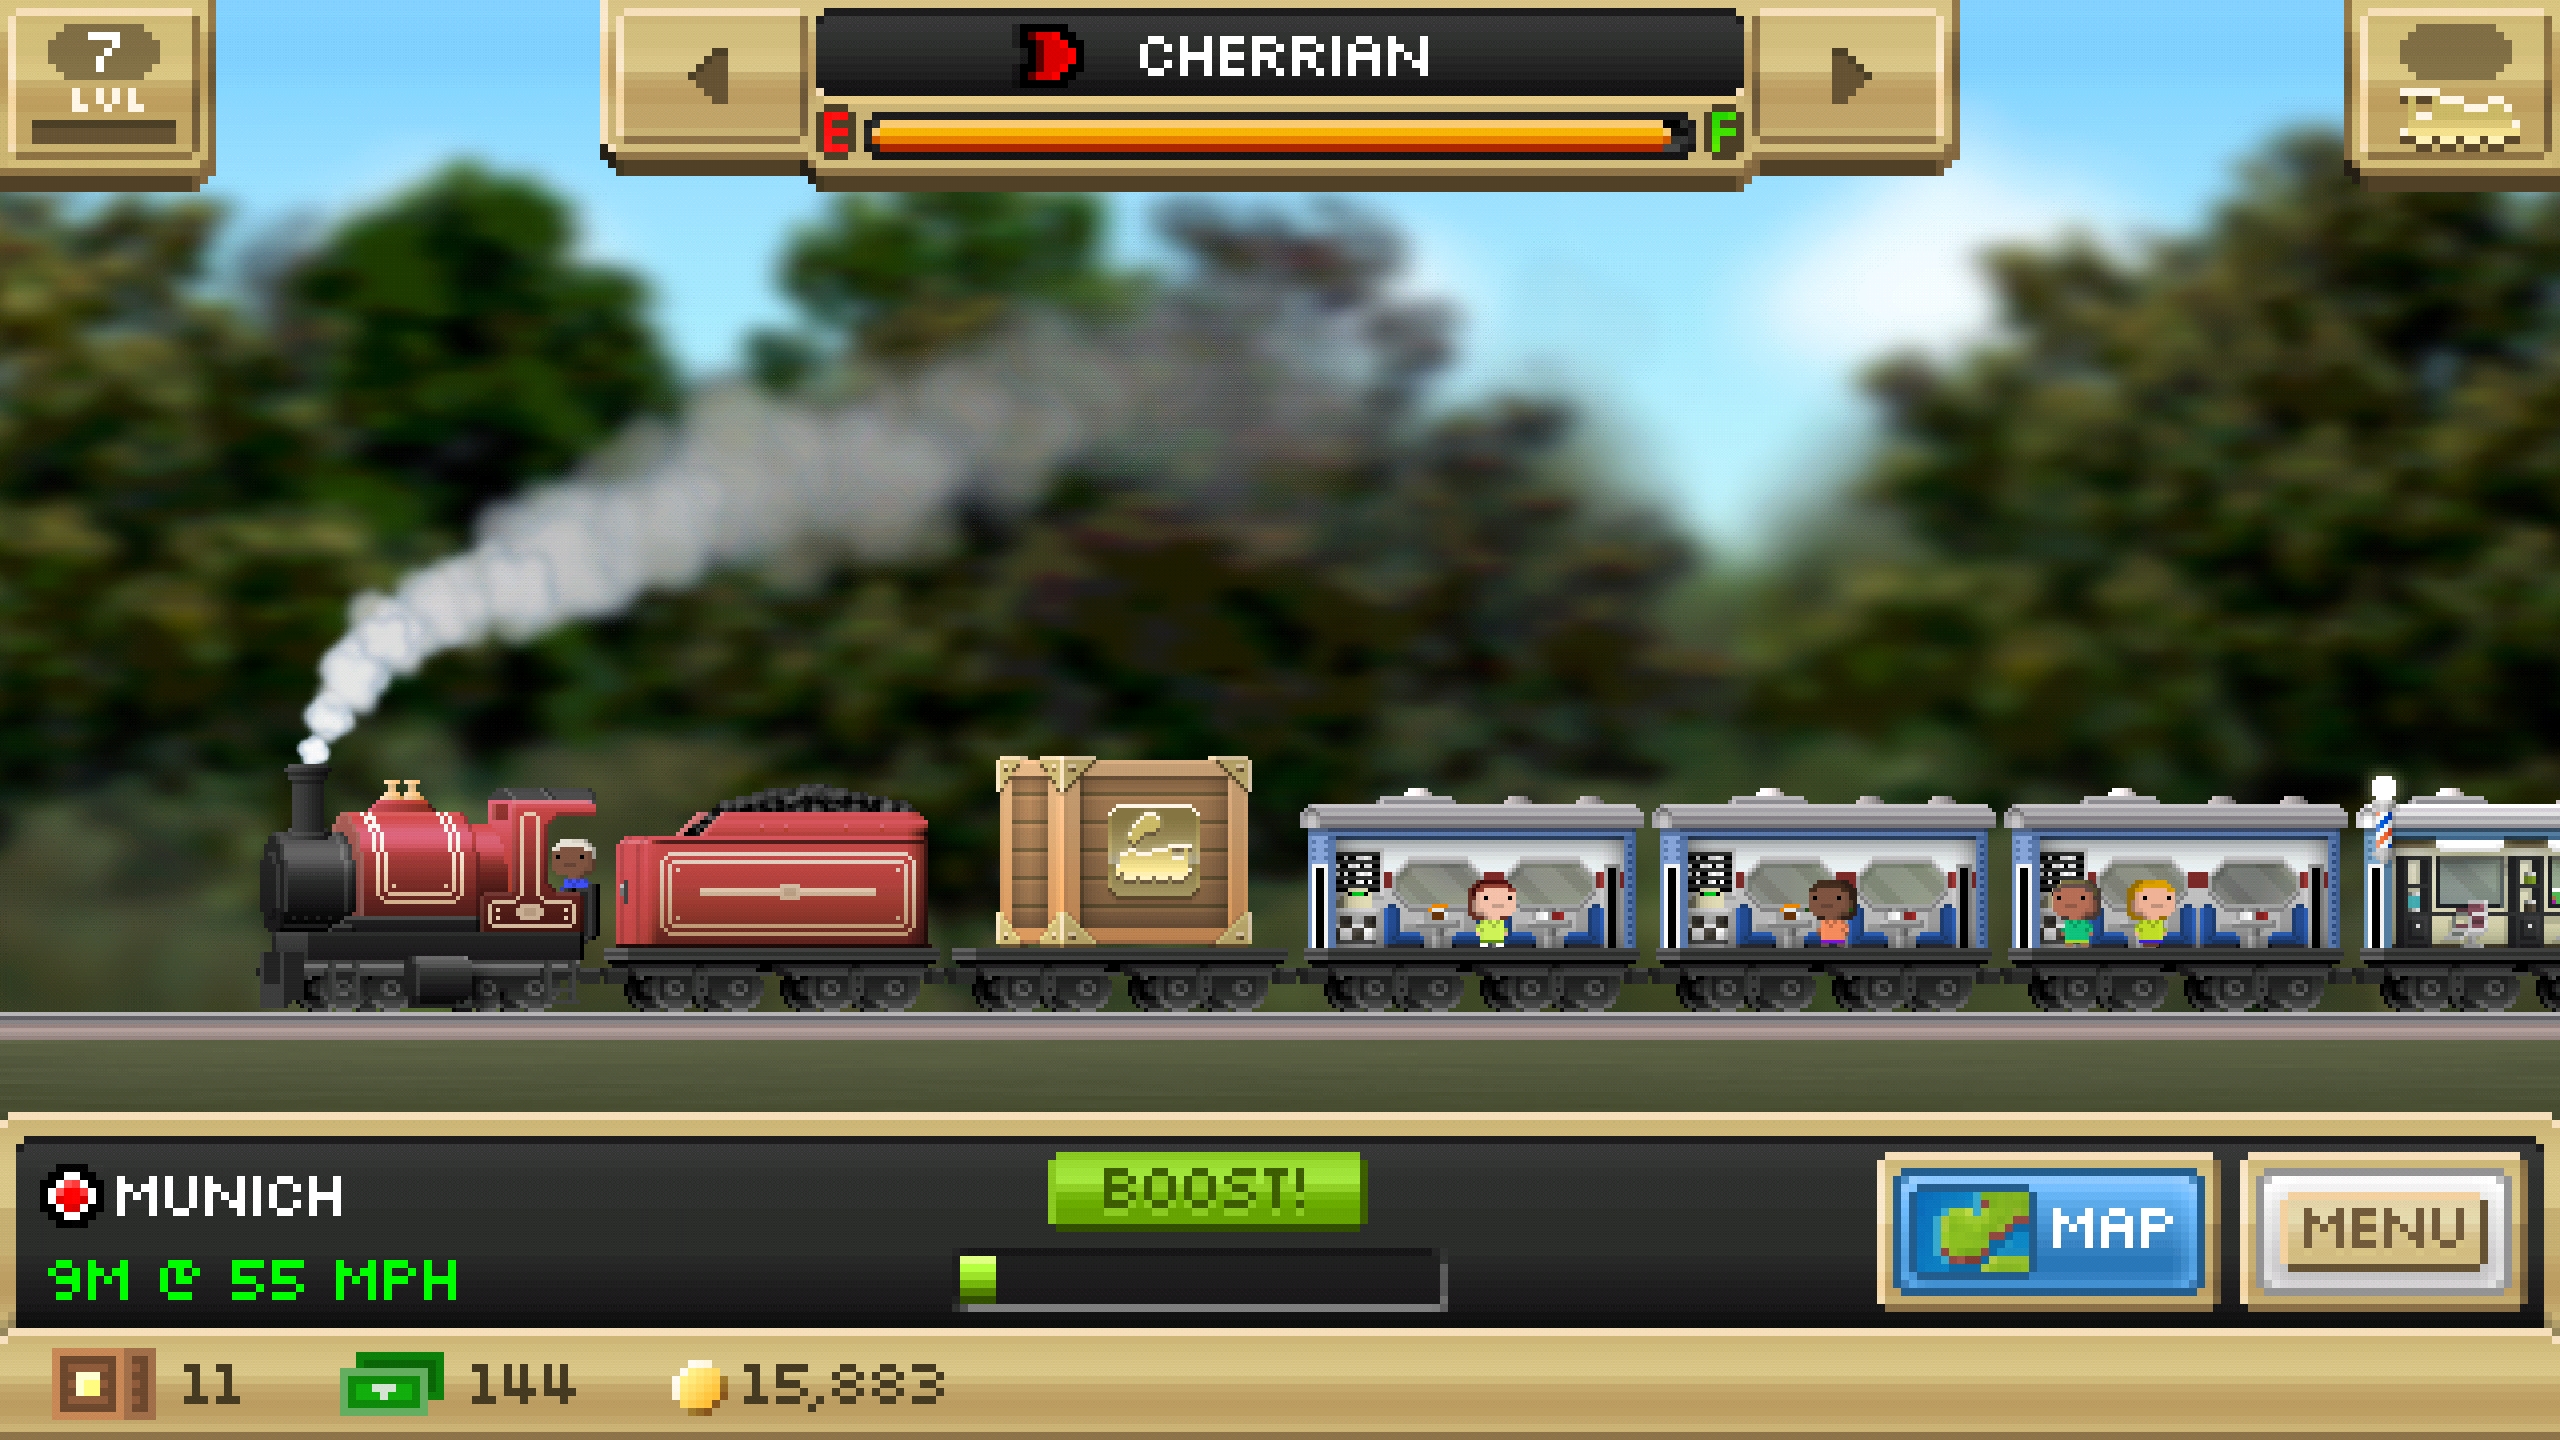 7
LVL
CHERRIAN
E F
MUNICH
9M @ 55 MPH
BOOST!
MAP
MENU
11
144
15,883